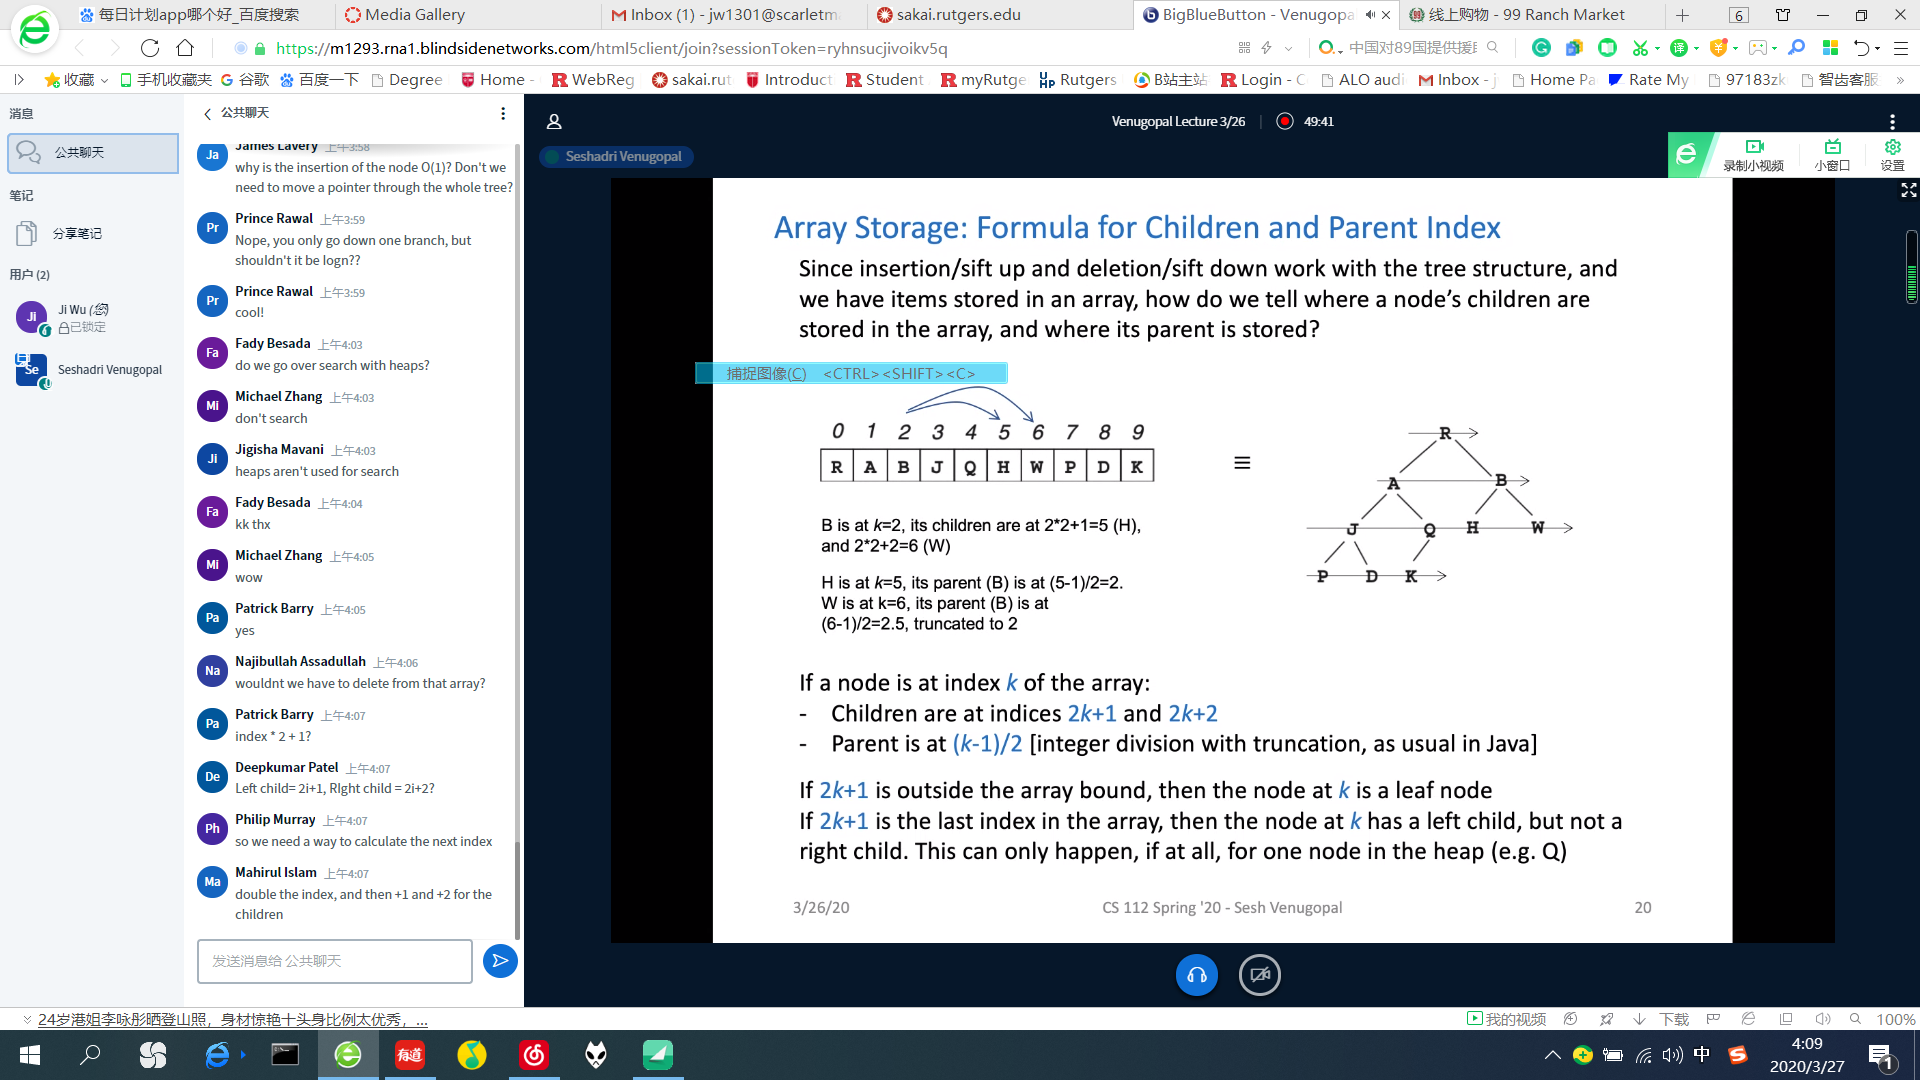 每日计划app哪个好_百度搜索
Media Gallery
Inbox (1) - jw1301@scarletm
sakai.rutgers.edu
BigBlueButton - Venugopa
线上购物 - 99 Ranch Market
6
https://m1293.rna1.blindsidenetworks.com/html5client/join?sessionToken=ryhnsucjivoikv5q
中国对89国提供援
收藏
手机收藏夹
谷歌
百度一下
Degree
Home -
WebReg
sakai.rut
Introduct
Student
myRutge
Rutgers
B站主站
Login - C
ALO audi
Inbox - j
Home Pa
Rate My
97183zk
智齿客服
消息
公共聊天
笔记
分享笔记
用户 (2)
Ji
Ji Wu (您)
已锁定
Se
Seshadri Venugopal
公共聊天
Ja
James Lavery 上午3:58
why is the insertion of the node O(1)? Don't we
need to move a pointer through the whole tree?
Pr
Prince Rawal 上午3:59
Nope, you only go down one branch, but
shouldn't it be logn??
Pr
Prince Rawal 上午3:59
cool!
Fa
Fady Besada 上午4:03
do we go over search with heaps?
Mi
Michael Zhang 上午4:03
don't search
Ji
Jigisha Mavani 上午4:03
heaps aren't used for search
Fa
Fady Besada 上午4:04
kk thx
Mi
Michael Zhang 上午4:05
wow
Pa
Patrick Barry 上午4:05
yes
Na
Najibullah Assadullah 上午4:06
wouldnt we have to delete from that array?
Pa
Patrick Barry 上午4:07
index * 2 + 1?
De
Deepkumar Patel 上午4:07
Left child= 2i+1, RIght child = 2i+2?
Ph
Philip Murray 上午4:07
so we need a way to calculate the next index
Ma
Mahirul Islam 上午4:07
double the index, and then +1 and +2 for the
children
发送消息给 公共聊天
Venugopal Lecture 3/26
49:41
Seshadri Venugopal
录制小视频
小窗口
设置
Array Storage: Formula for Children and Parent Index
Since insertion/sift up and deletion/sift down work with the tree structure, and
we have items stored in an array, how do we tell where a node's children are
stored in the array, and where its parent is stored?
捕捉图像(C) <CTRL><SHIFT><C>
0 1 2 3 4 5 6 7 8 9
R A B J Q H W P D K
≡
R
A B
J Q H W
P D K
B is at k=2, its children are at 2*2+1=5 (H),
and 2*2+2=6 (W)
H is at k=5, its parent (B) is at (5-1)/2=2.
W is at k=6, its parent (B) is at
(6-1)/2=2.5, truncated to 2
If a node is at index k of the array:
- Children are at indices 2k+1 and 2k+2
- Parent is at (k-1)/2 [integer division with truncation, as usual in Java]
If 2k+1 is outside the array bound, then the node at k is a leaf node
If 2k+1 is the last index in the array, then the node at k has a left child, but not a
right child. This can only happen, if at all, for one node in the heap (e.g. Q)
3/26/20
CS 112 Spring '20 - Sesh Venugopal
20
24岁港姐李咏彤晒登山照，身材惊艳十头身比例太优秀，...
我的视频
下载
100%
有道
中
4:09
2020/3/27
1